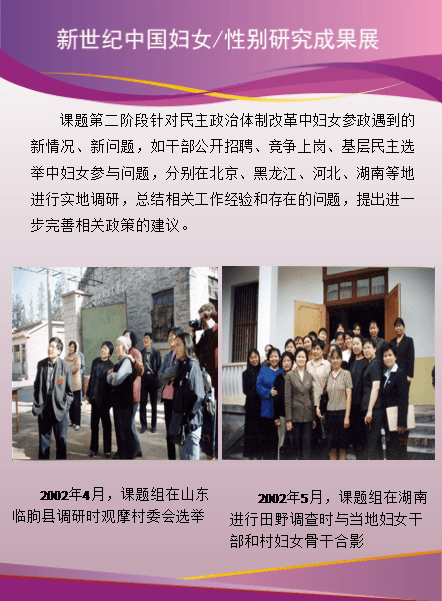 新世纪中国妇女/性别研究成果展
课题第二阶段针对民主政治体制改革中妇女参政遇到的
新情况、新问题，如干部公开招聘、竞争上岗、基层民主选
举中妇女参与问题，分别在北京、黑龙江、河北、湖南等地
进行实地调研，总结相关工作经验和存在的问题，提出进一
步完善相关政策的建议。
2002年4月，课题组在山东
临朐县调研时观摩村委会选举
2002年5月，课题组在湖南
进行田野调查时与当地妇女干
部和村妇女骨干合影